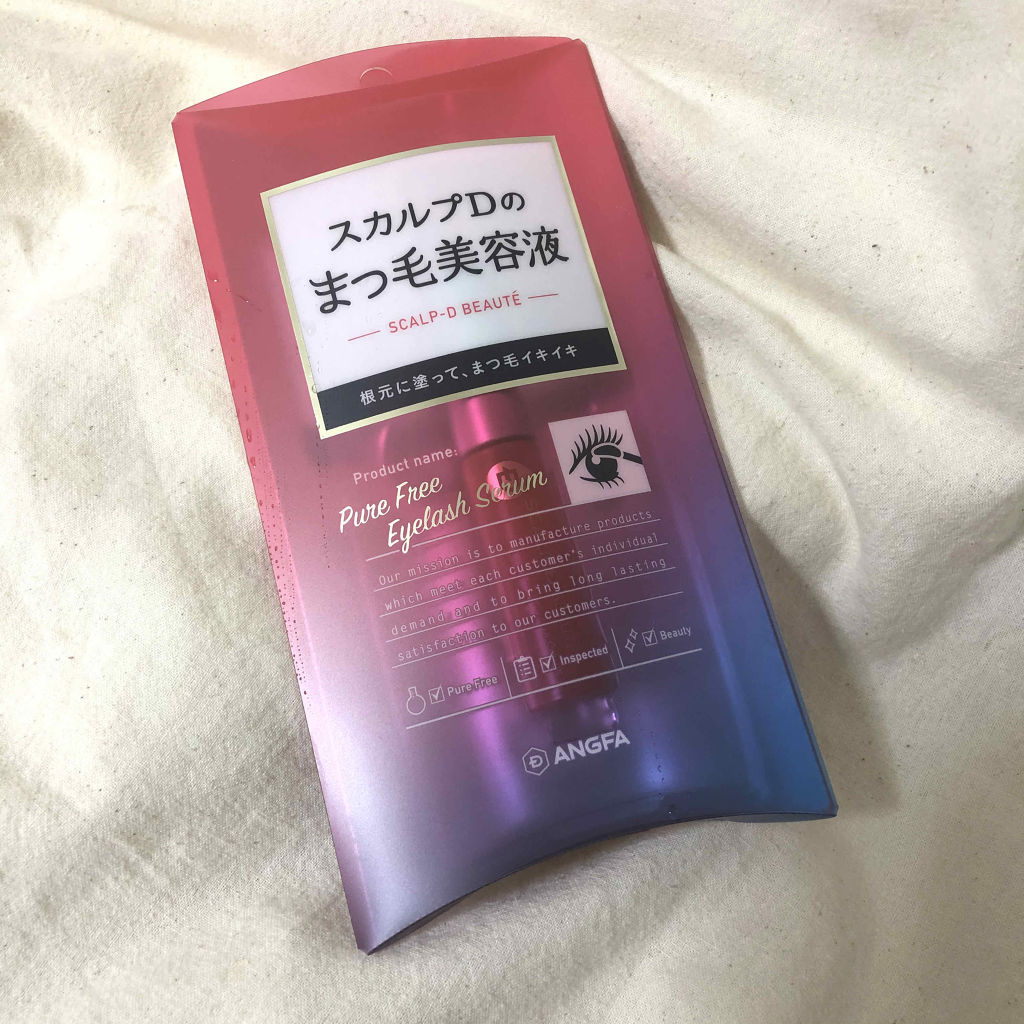 スカルプDの
まつ毛美容液
SCALP-D BEAUTÉ
根元に塗って、まつ毛イキイキ
Product name:
Pure Free
Eyelash Serum
Our mission is to manufacture products
which meet each customer's individual
demand and to bring long lasting
satisfaction to our customers.
Pure Free
Inspected
Beauty
ANGFA